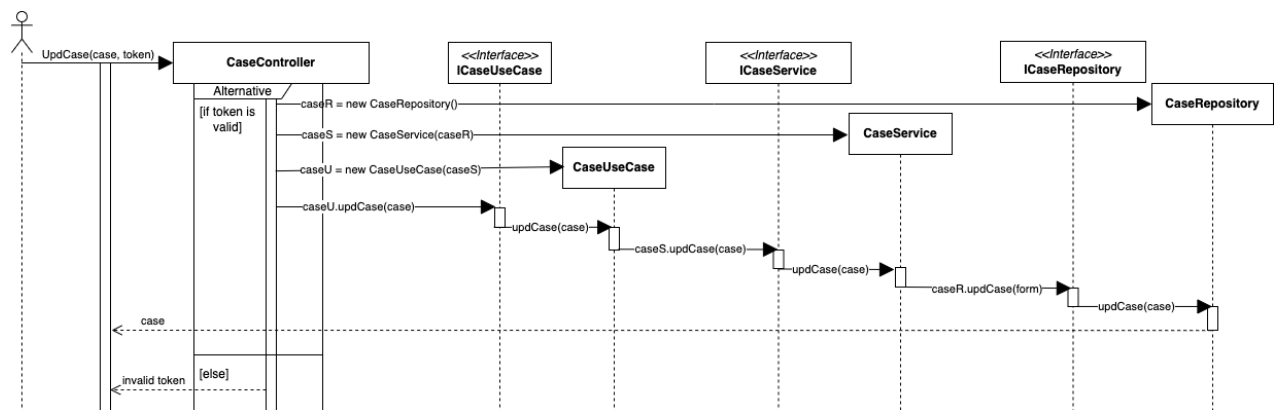 UpdCase(case, token)
CaseController
<<Interface>>
ICaseUseCase
<<Interface>>
ICaseService
<<Interface>>
ICaseRepository
Alternative
[if token is
valid]
caseR = new CaseRepository()
CaseRepository
caseS = new CaseService(caseR)
CaseService
caseU = new CaseUseCase(caseS)
CaseUseCase
caseU.updCase(case)
updCase(case)
caseS.updCase(case)
updCase(case)
caseR.updCase(form)
updCase(case)
case
[else]
invalid token